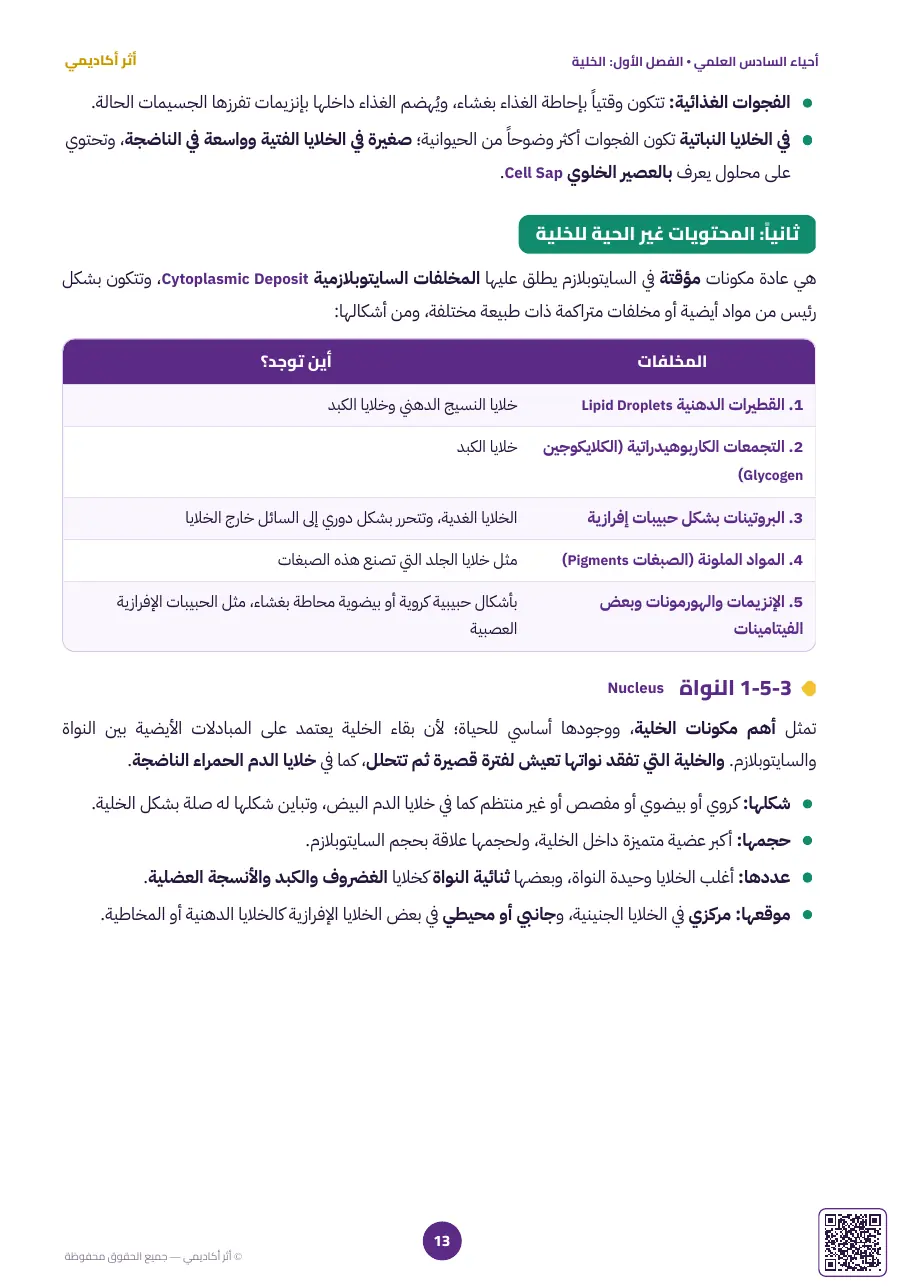 أحياء السادس العلمي • الفصل الأول: الخلية
أثر أكاديمي
الفجوات الغذائية: تتكون وقتياً بإحاطة الغذاء بغشاء، ويُهضم الغذاء داخلها بإنزيمات تفرزها الجسيمات الحالة.
في الخلايا النباتية تكون الفجوات أكثر وضوحاً من الحيوانية؛ صغيرة في الخلايا الفتية وواسعة في الناضجة، وتحتوي
على محلول يعرف بالعصير الخلوي Cell Sap.
ثانياً: المحتويات غير الحية للخلية
هي عادة مكونات مؤقتة في السايتوبلازم يطلق عليها المخلفات السايتوبلازمية Cytoplasmic Deposit، وتتكون بشكل
رئيس من مواد أيضية أو مخلفات متراكمة ذات طبيعة مختلفة، ومن أشكالها:
المخلفات
أين توجد؟
1. القطيرات الدهنية Lipid Droplets
خلايا النسيج الدهني وخلايا الكبد
2. التجمعات الكاربوهيدراتية (الكلايكوجين
Glycogen)
خلايا الكبد
3. البروتينات بشكل حبيبات إفرازية
الخلايا الغدية، وتتحرر بشكل دوري إلى السائل خارج الخلايا
4. المواد الملونة (الصبغات Pigments)
مثل خلايا الجلد التي تصنع هذه الصبغات
5. الإنزيمات والهورمونات وبعض
الفيتامينات
بأشكال حبيبية كروية أو بيضوية محاطة بغشاء، مثل الحبيبات الإفرازية
العصبية
1-5-3 النواة Nucleus
تمثل أهم مكونات الخلية، ووجودها أساسي للحياة؛ لأن بقاء الخلية يعتمد على المبادلات الأيضية بين النواة
والسايتوبلازم. والخلية التي تفقد نواتها تعيش لفترة قصيرة ثم تتحلل، كما في خلايا الدم الحمراء الناضجة.
شكلها: كروي أو بيضوي أو مفصص أو غير منتظم كما في خلايا الدم البيض، وتباين شكلها له صلة بشكل الخلية.
حجمها: أكبر عضية متميزة داخل الخلية، ولحجمها علاقة بحجم السايتوبلازم.
عددها: أغلب الخلايا وحيدة النواة، وبعضها ثنائية النواة كخلايا الغضروف والكبد والأنسجة العضلية.
موقعها: مركزي في الخلايا الجنينية، وجانبي أو محيطي في بعض الخلايا الإفرازية كالخلايا الدهنية أو المخاطية.
13
© أثر أكاديمي — جميع الحقوق محفوظة